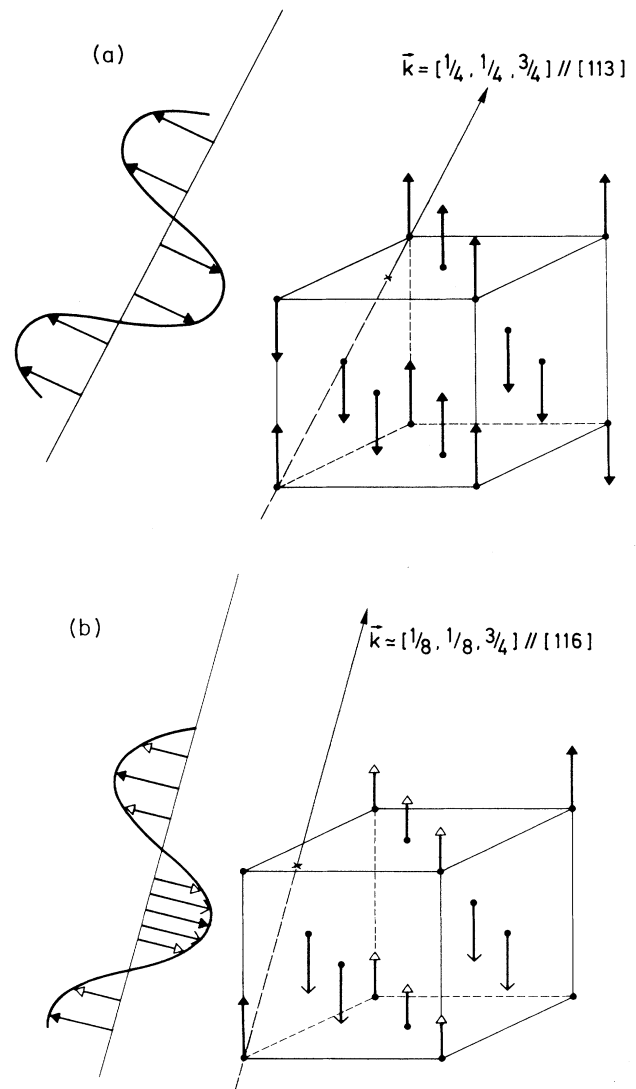 (a)
k⃗ = [1/4, 1/4, 3/4] // [113]
(b)
k⃗ ≃ [1/8, 1/8, 3/4] // [116]